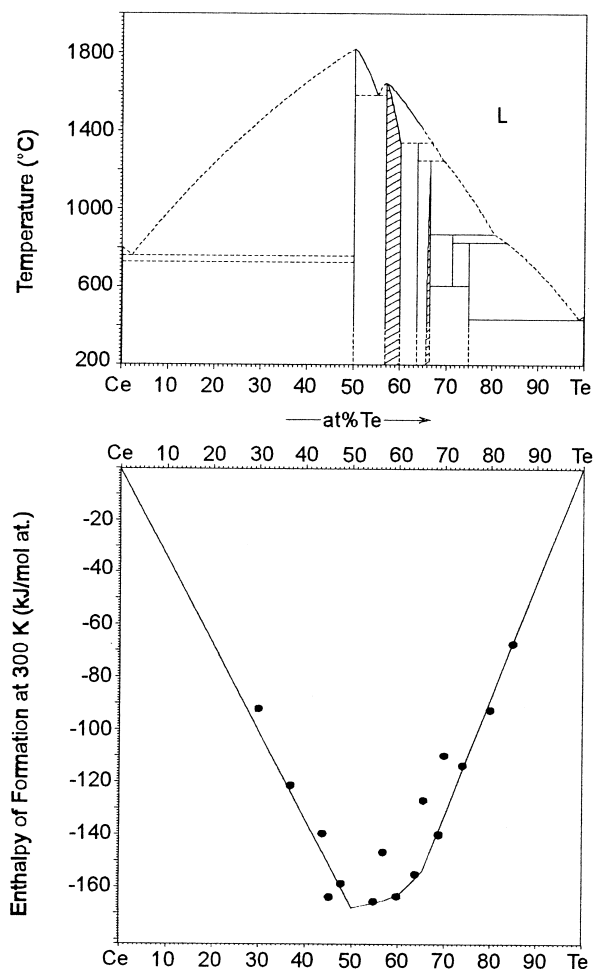 Temperature (°C)
1800
1400
1000
600
200
L
Ce 10 20 30 40 50 60 70 80 90 Te
at% Te
Ce 10 20 30 40 50 60 70 80 90 Te
Enthalpy of Formation at 300 K (kJ/mol at.)
-20
-40
-60
-80
-100
-120
-140
-160
Ce 10 20 30 40 50 60 70 80 90 Te